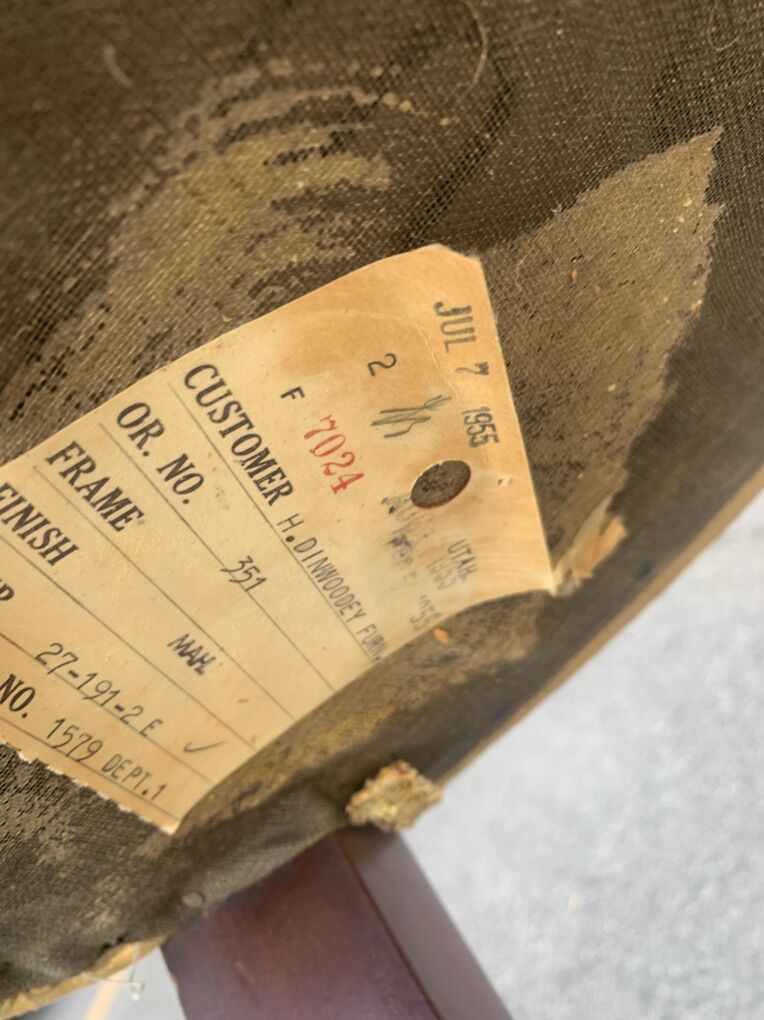 JUL 7 1955
2
F 7024
UTAH
CUSTOMER H. DINWOODEY FURN.
OR. NO.
FRAME 351
FINISH MAH.
27-191-2 E ✓
NO. 1579 DEPT.1